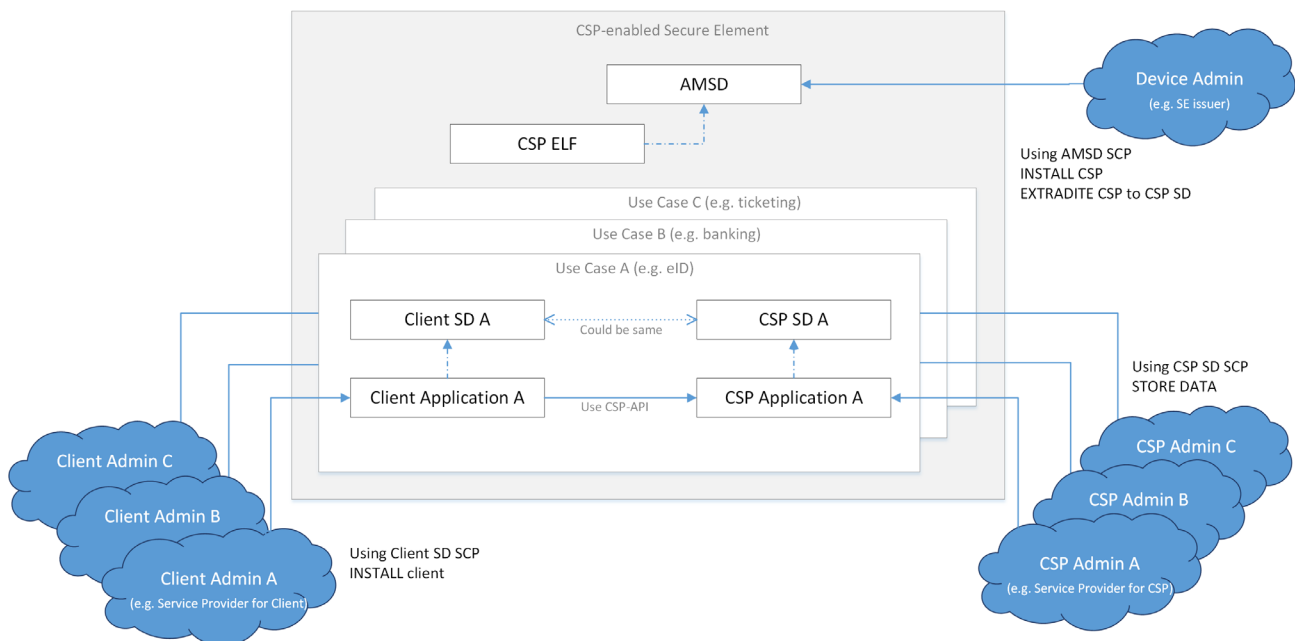 CSP-enabled Secure Element
AMSD
Device Admin
(e.g. SE issuer)
CSP ELF
Using AMSD SCP
INSTALL CSP
EXTRADITE CSP to CSP SD
Use Case C (e.g. ticketing)
Use Case B (e.g. banking)
Use Case A (e.g. eID)
Client SD A
Could be same
CSP SD A
Using CSP SD SCP
STORE DATA
Client Application A
Use CSP-API
CSP Application A
Client Admin C
Client Admin B
Client Admin A
(e.g. Service Provider for Client)
Using Client SD SCP
INSTALL client
CSP Admin C
CSP Admin B
CSP Admin A
(e.g. Service Provider for CSP)